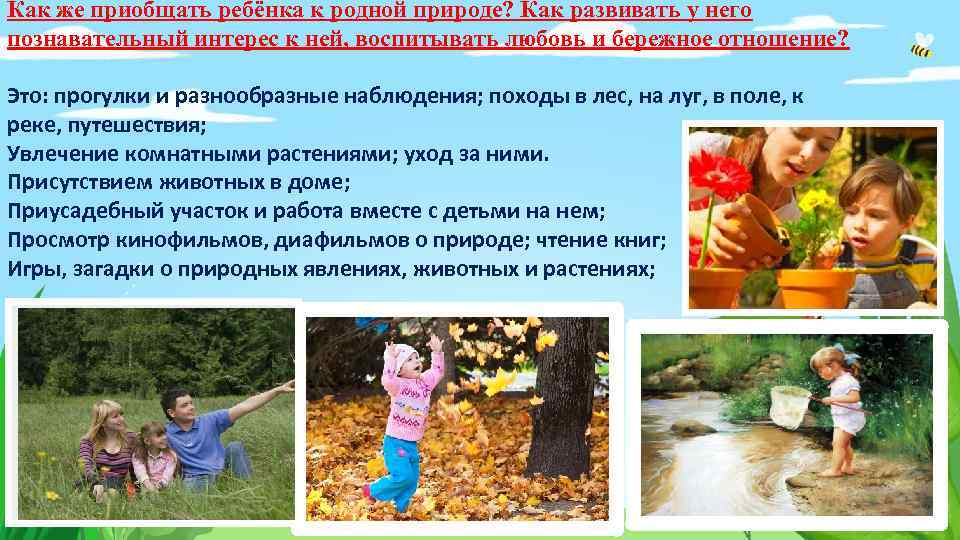 Как же приобщать ребёнка к родной природе? Как развивать у него
познавательный интерес к ней, воспитывать любовь и бережное отношение?
Это: прогулки и разнообразные наблюдения; походы в лес, на луг, в поле, к
реке, путешествия;
Увлечение комнатными растениями; уход за ними.
Присутствием животных в доме;
Приусадебный участок и работа вместе с детьми на нем;
Просмотр кинофильмов, диафильмов о природе; чтение книг;
Игры, загадки о природных явлениях, животных и растениях;